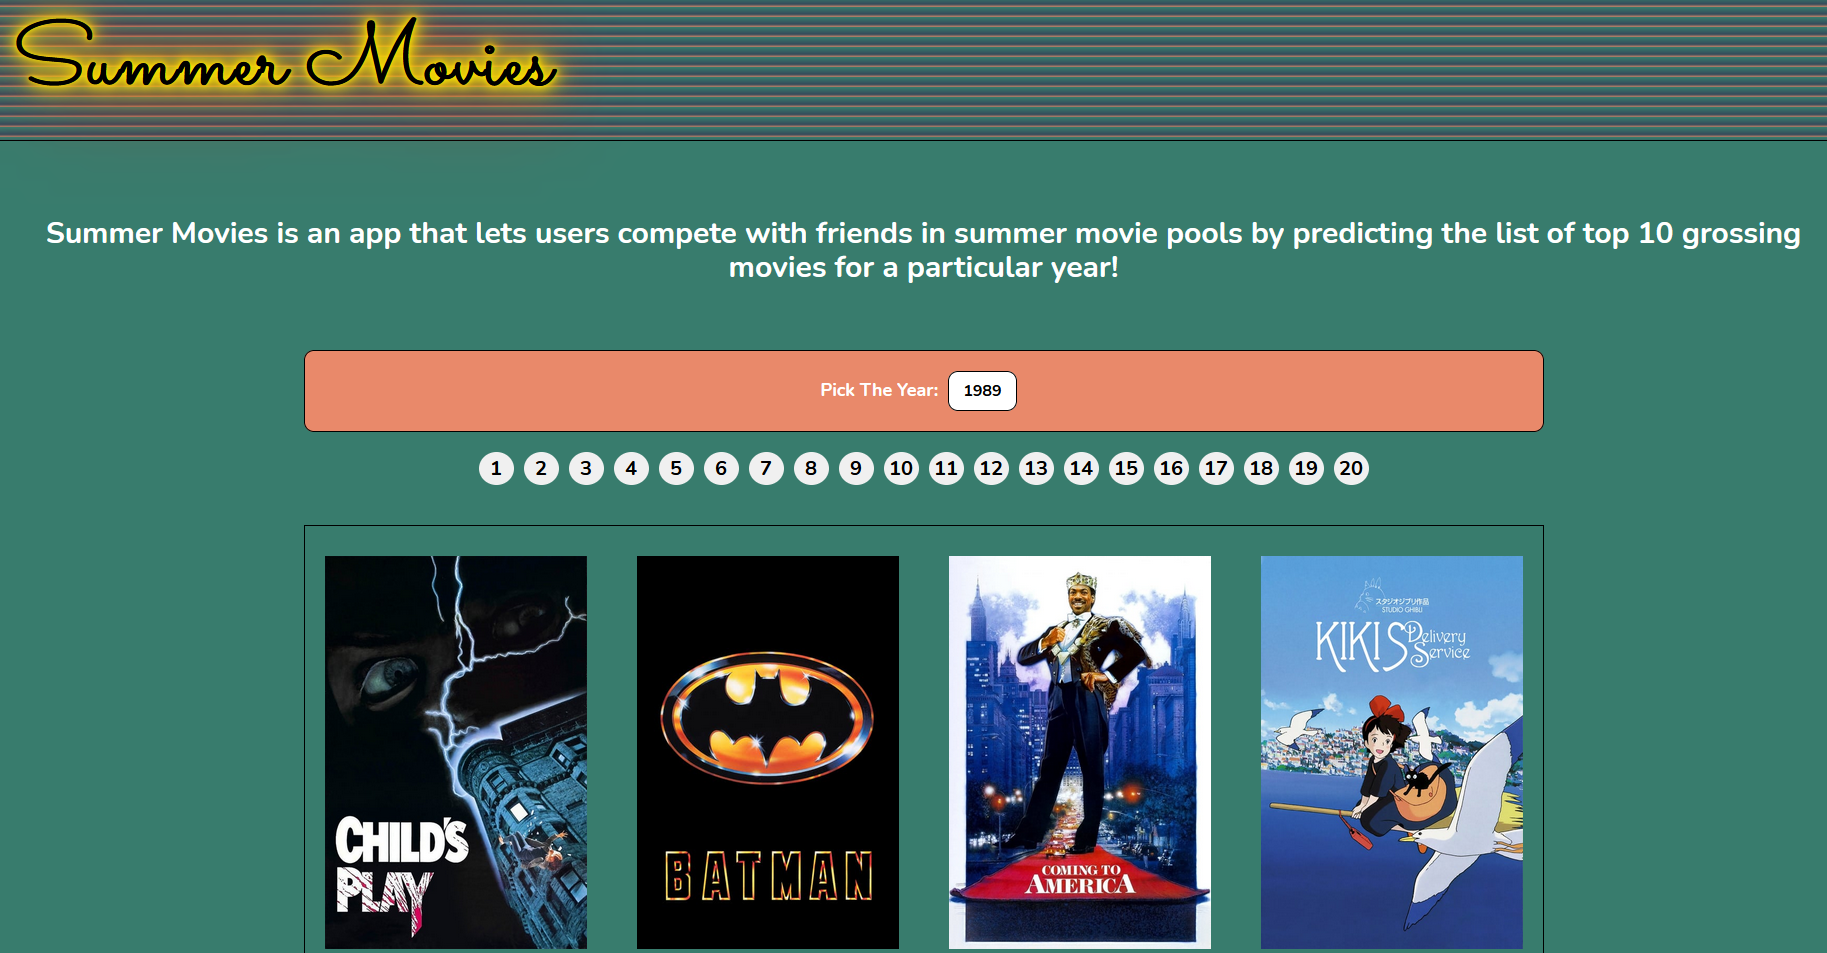 Summer Movies
Summer Movies is an app that lets users compete with friends in summer movie pools by predicting the list of top 10 grossing
movies for a particular year!
Pick The Year: 1989
1 2 3 4 5 6 7 8 9 10 11 12 13 14 15 16 17 18 19 20
CHILD'S
PLAY
BATMAN
COMING TO
AMERICA
スタジオジブリ作品
STUDIO GHIBLI
KIKI'S Delivery
Service